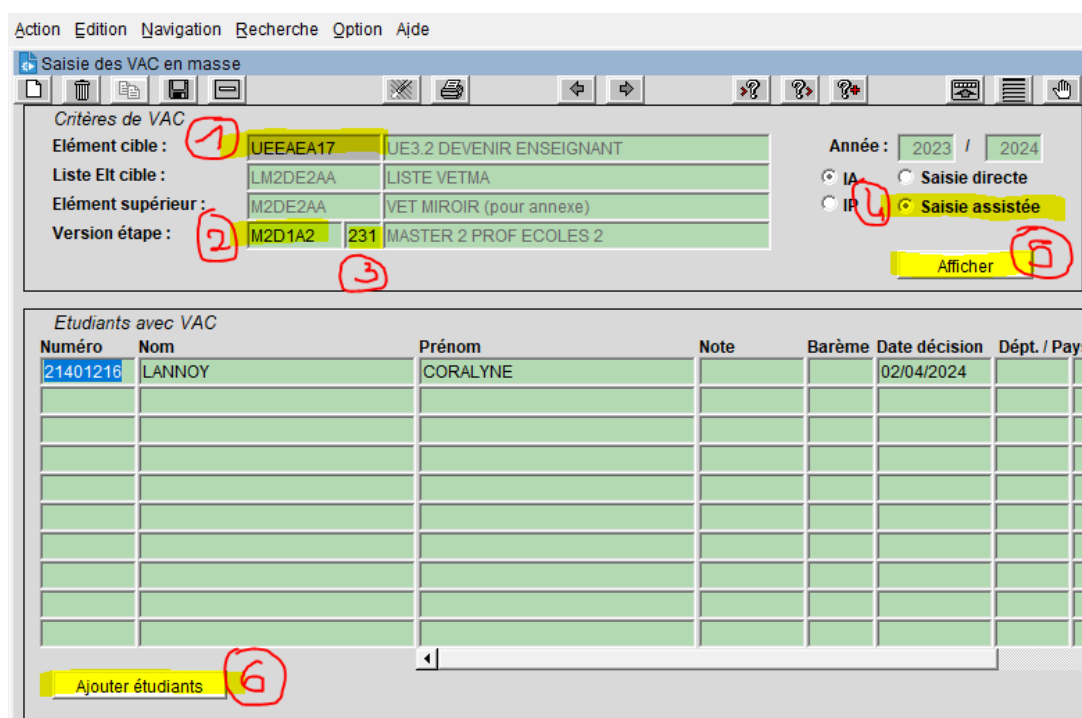 Action Edition Navigation Recherche Option Aide
Saisie des VAC en masse
Critères de VAC
1
Elément cible : UEEAEA17 UE3.2 DEVENIR ENSEIGNANT Année : 2023 / 2024
Liste Elt cible : LM2DE2AA LISTE VETMA IA Saisie directe
Elément supérieur : M2DE2AA VET MIROIR (pour annexe) IP 4 Saisie assistée
Version étape : 2 M2D1A2 231 MASTER 2 PROF ECOLES 2
3
Afficher 5
Etudiants avec VAC
Numéro Nom Prénom Note Barème Date décision Dépt. / Pay
21401216 LANNOY CORALYNE 02/04/2024
Ajouter étudiants 6